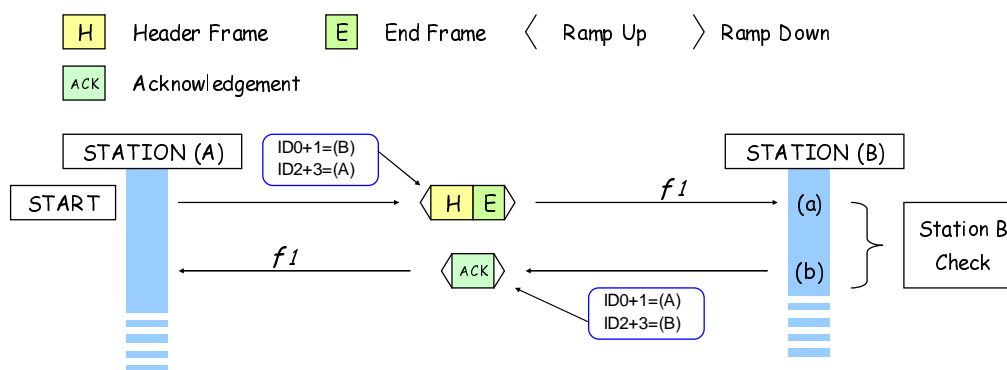 H Header Frame E End Frame Ramp Up Ramp Down
ACK Acknowledgement
STATION (A)
ID0+1=(B)
ID2+3=(A)
STATION (B)
START
H E
f1
(a)
Station B
Check
f1
ACK
(b)
ID0+1=(A)
ID2+3=(B)